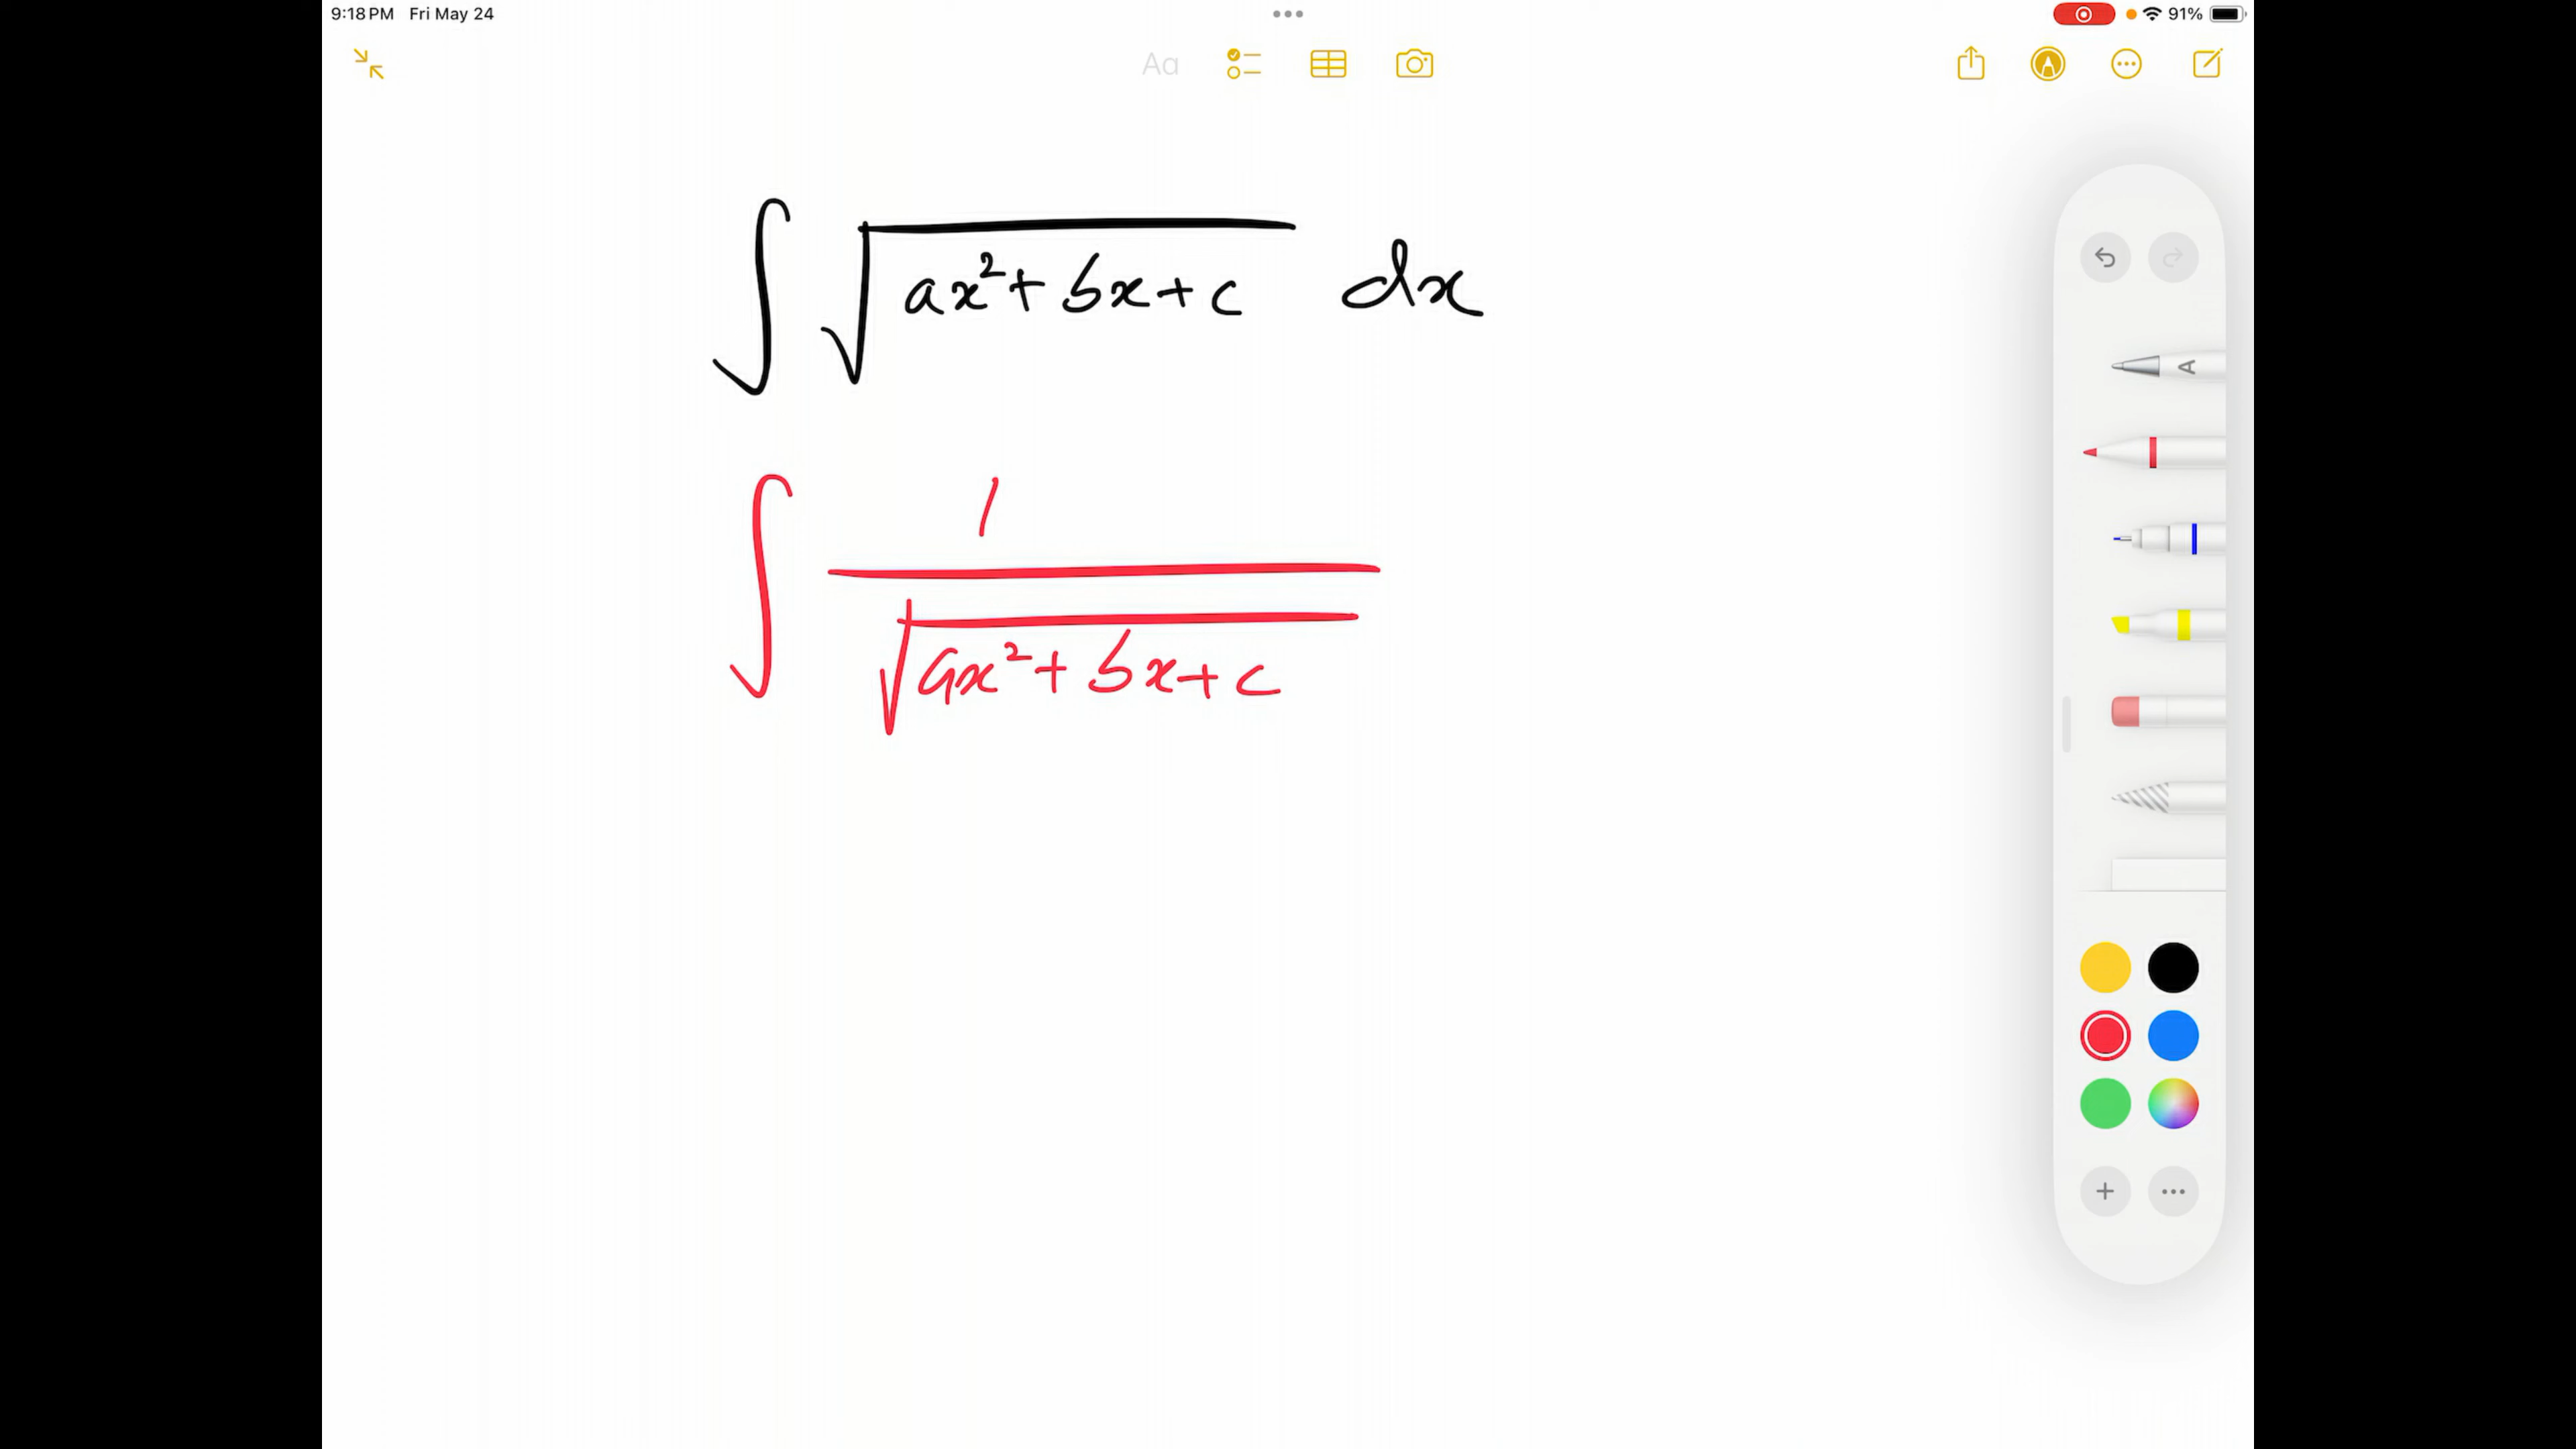 9:18 PM Fri May 24
91%
Aa
∫ √(ax²+bx+c) dx
∫ 1
√(ax²+bx+c)
A